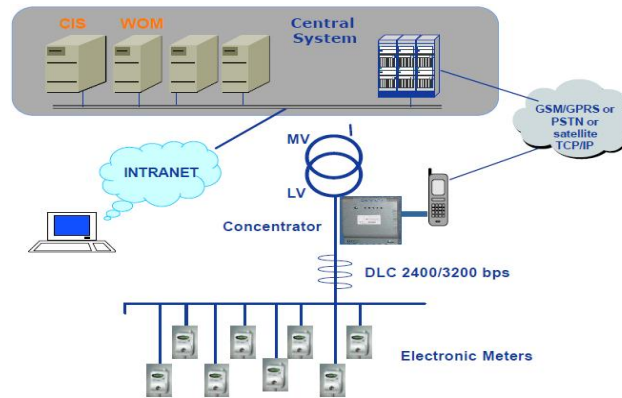 CIS
WOM
Central
System
GSM/GPRS or
PSTN or
satellite
TCP/IP
MV
INTRANET
LV
Concentrator
DLC 2400/3200 bps
Electronic Meters